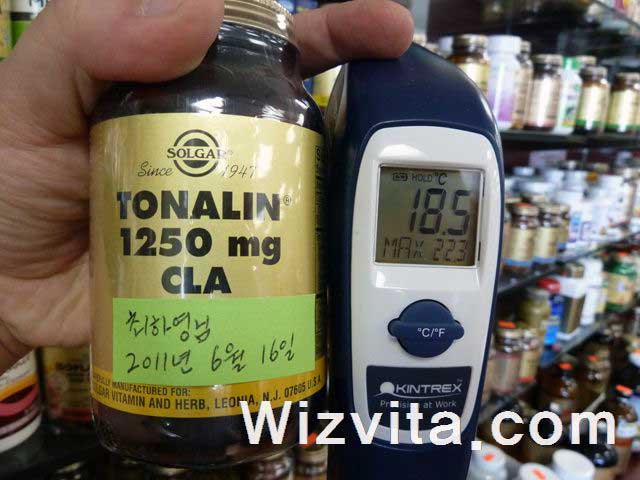 SOLGAR®
Since 1947
TONALIN®
1250 mg
CLA
최하영님
2011년 6월 16일
MANUFACTURED FOR:
SOLGAR VITAMIN AND HERB, LEONIA, N.J. 07605 U.S.A.
HOLD °C
18.5
MAX 22.3
°C/°F
KINTREX
Precision at Work
Wizvita.com